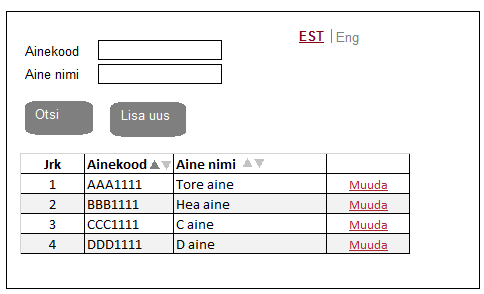 EST | Eng
Ainekood
Aine nimi
Otsi Lisa uus
Jrk Ainekood Aine nimi
1 AAA1111 Tore aine Muuda
2 BBB1111 Hea aine Muuda
3 CCC1111 C aine Muuda
4 DDD1111 D aine Muuda